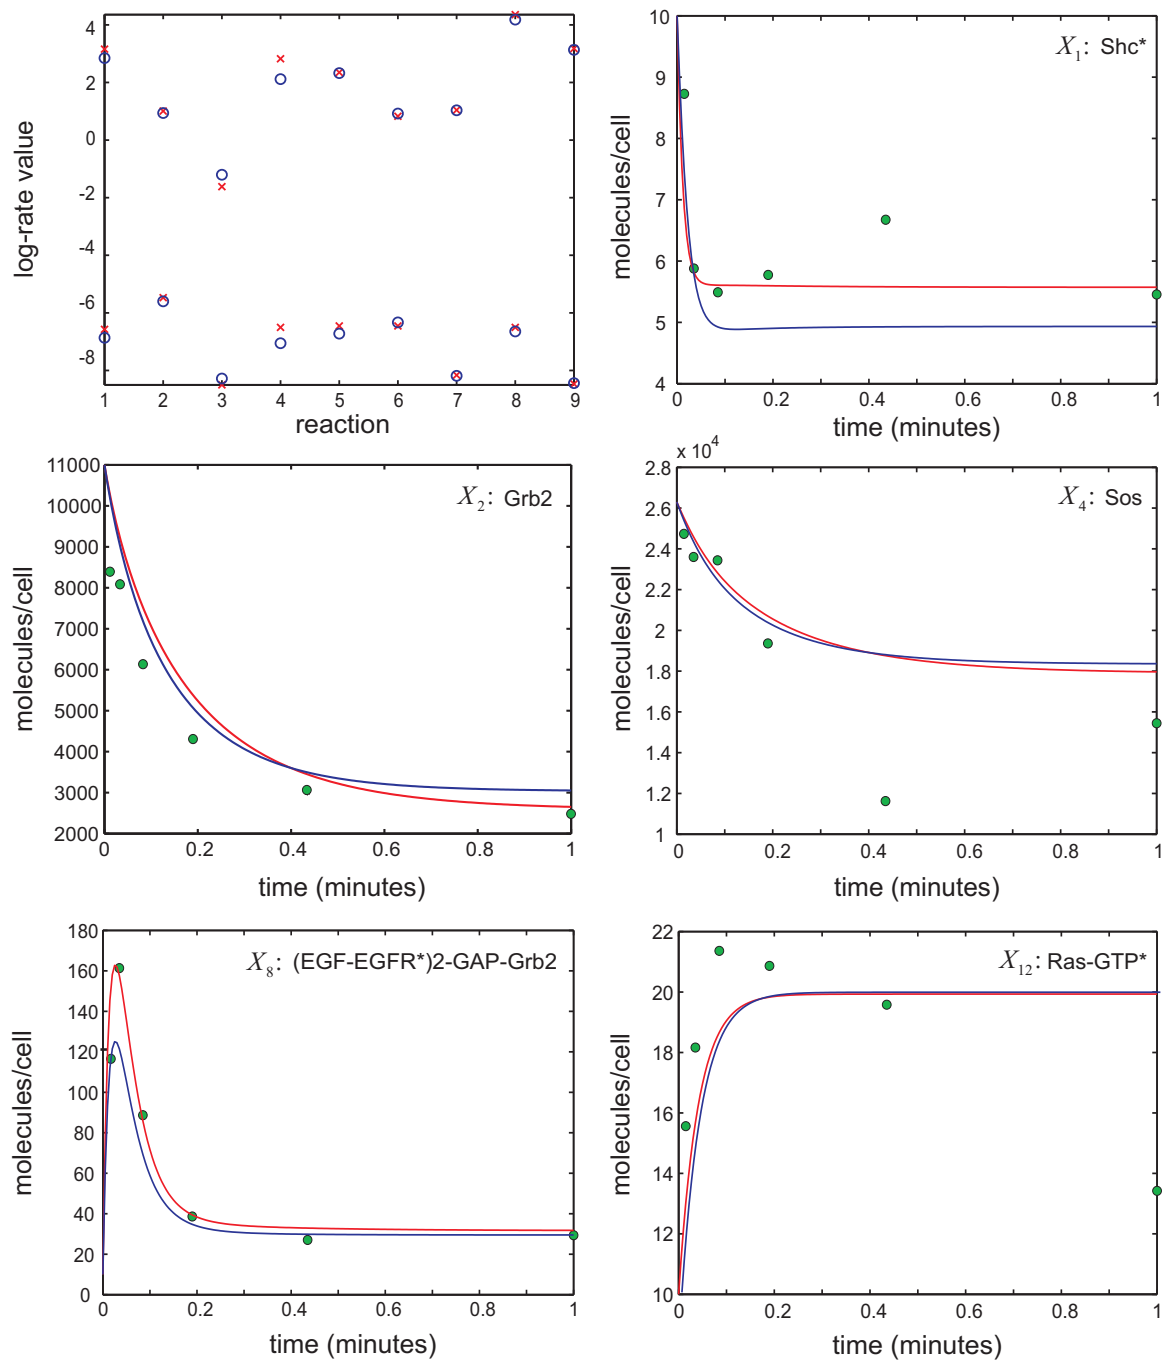 4
2
0
-2
-4
-6
-8
log-rate value
1 2 3 4 5 6 7 8 9
reaction
10
9
8
7
6
5
4
molecules/cell
X1: Shc*
0 0.2 0.4 0.6 0.8 1
time (minutes)
11000
10000
9000
8000
7000
6000
5000
4000
3000
2000
molecules/cell
X2: Grb2
0 0.2 0.4 0.6 0.8 1
time (minutes)
x 10^4
2.8
2.6
2.4
2.2
2
1.8
1.6
1.4
1.2
1
molecules/cell
X4: Sos
0 0.2 0.4 0.6 0.8 1
time (minutes)
180
160
140
120
100
80
60
40
20
0
molecules/cell
X8: (EGF-EGFR*)2-GAP-Grb2
0 0.2 0.4 0.6 0.8 1
time (minutes)
22
20
18
16
14
12
10
molecules/cell
X12: Ras-GTP*
0 0.2 0.4 0.6 0.8 1
time (minutes)